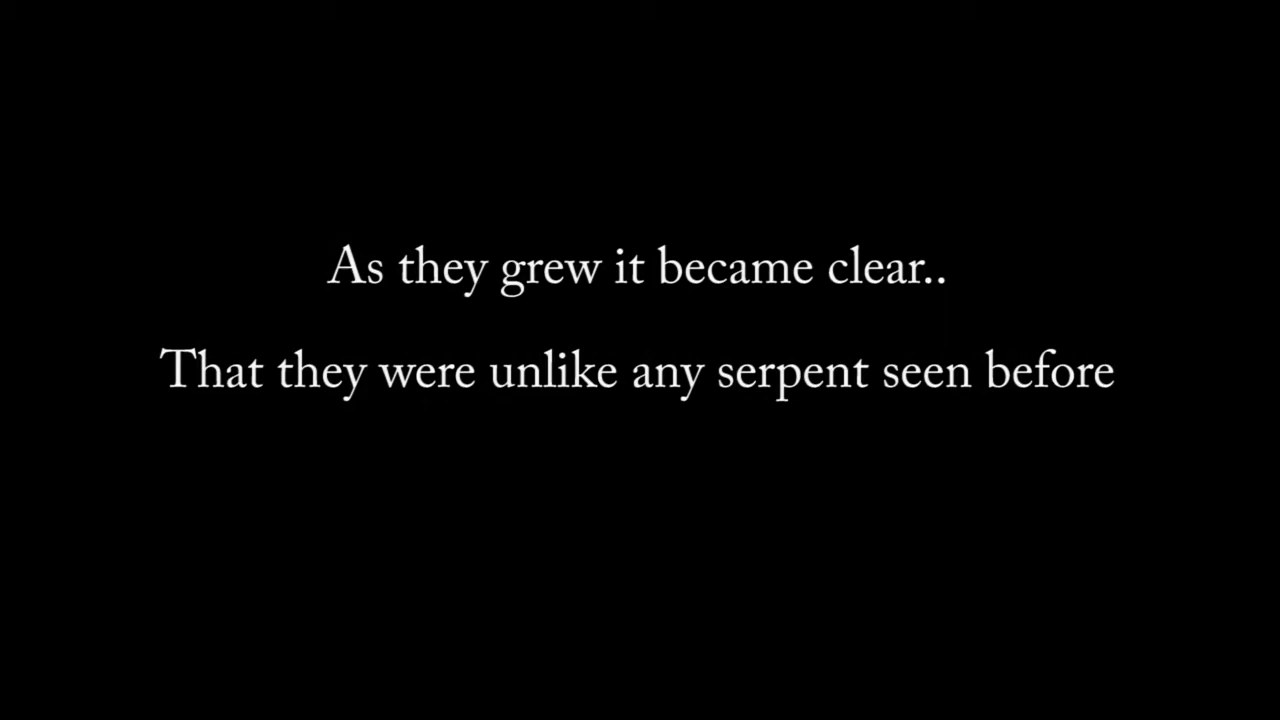 As they grew it became clear..
That they were unlike any serpent seen before